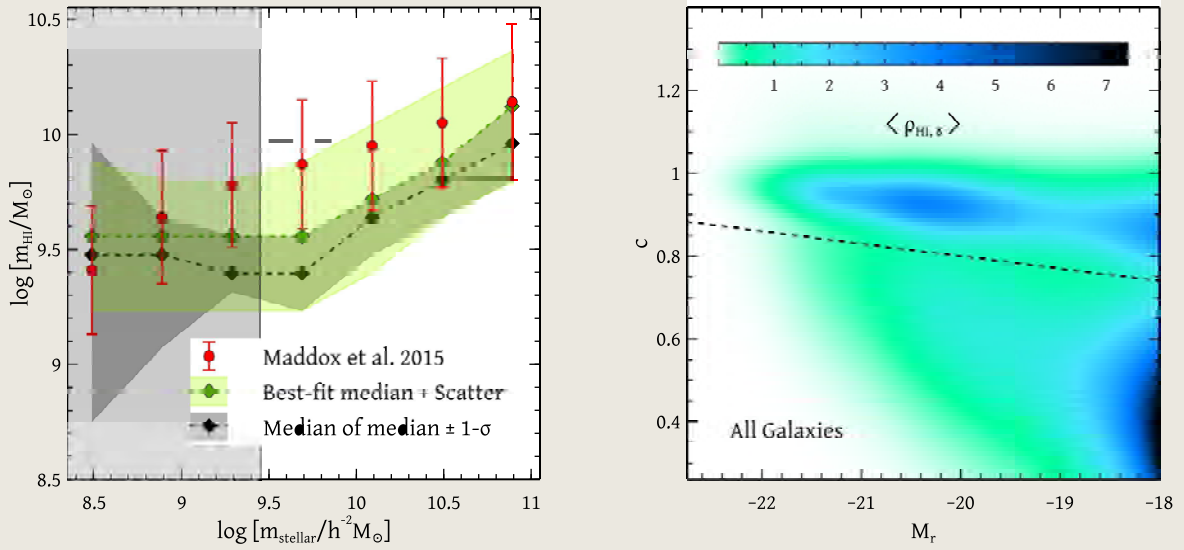 10.5
10
9.5
9
8.5
log [m_HI/M_⊙]
Maddox et al. 2015
Best-fit median + Scatter
Median of median ± 1-σ
8.5 9 9.5 10 10.5 11
log [m_stellar/h⁻²M_⊙]
1 2 3 4 5 6 7
⟨ρ_HI,8⟩
1.2
1
0.8
0.6
0.4
c
All Galaxies
−22 −21 −20 −19 −18
M_r